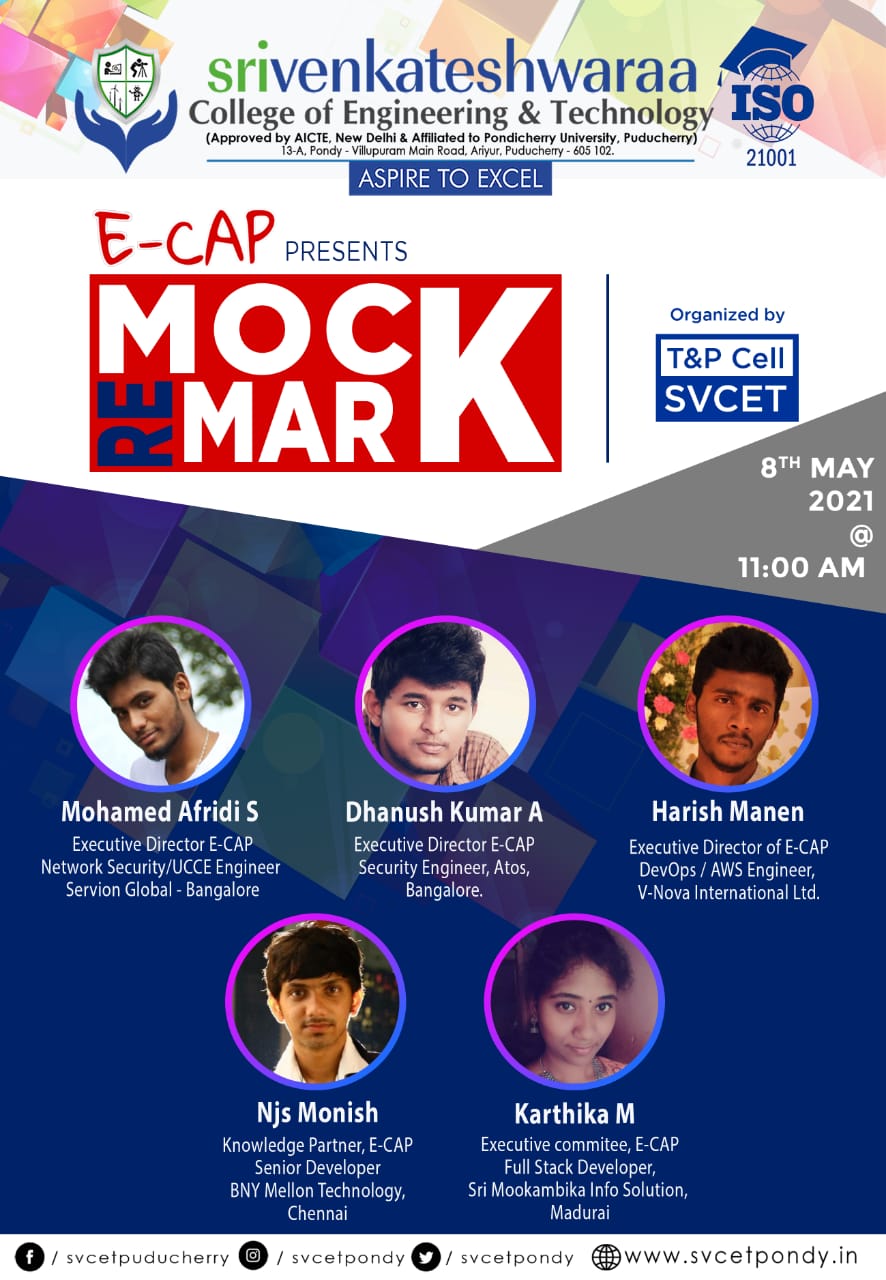 srivenkateshwaraa
College of Engineering & Technology
(Approved by AICTE, New Delhi & Affiliated to Pondicherry University, Puducherry)
13-A, Pondy - Villupuram Main Road, Ariyur, Puducherry - 605 102.
ASPIRE TO EXCEL
ISO
21001
E-CAP PRESENTS
MOCK
REMARK
Organized by
T&P Cell
SVCET
8TH MAY
2021
@
11:00 AM
Mohamed Afridi S
Executive Director E-CAP
Network Security/UCCE Engineer
Servion Global - Bangalore
Dhanush Kumar A
Executive Director E-CAP
Security Engineer, Atos,
Bangalore.
Harish Manen
Executive Director of E-CAP
DevOps / AWS Engineer,
V-Nova International Ltd.
Njs Monish
Knowledge Partner, E-CAP
Senior Developer
BNY Mellon Technology,
Chennai
Karthika M
Executive commitee, E-CAP
Full Stack Developer,
Sri Mookambika Info Solution,
Madurai
/ svcetpuducherry / svcetpondy / svcetpondy www.svcetpondy.in